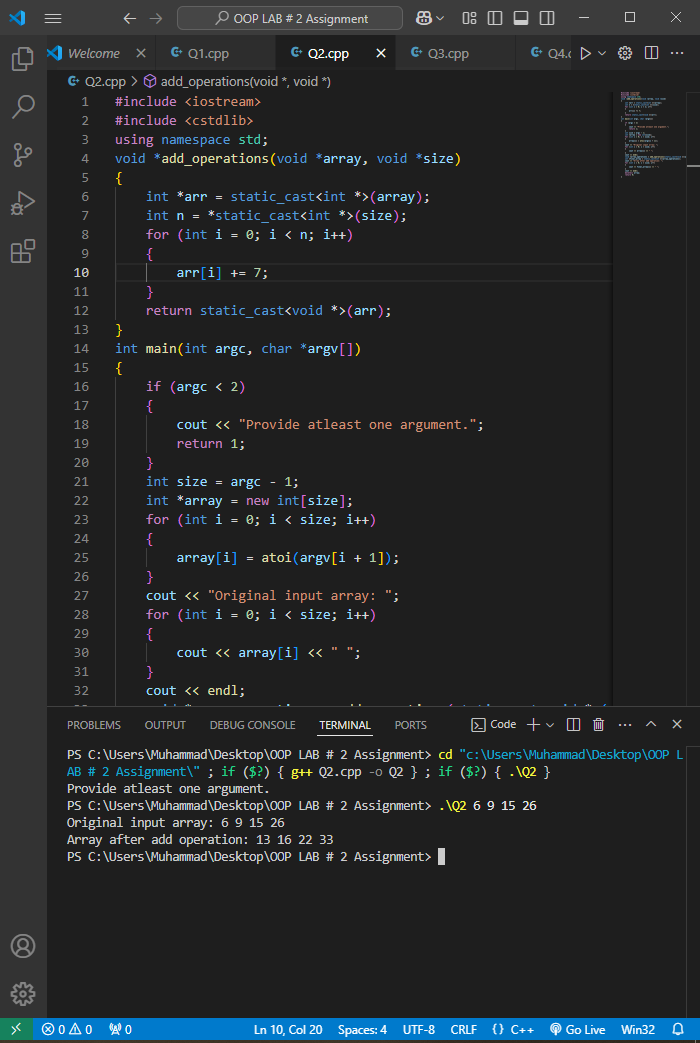 OOP LAB # 2 Assignment
Welcome Q1.cpp Q2.cpp Q3.cpp Q4.c
Q2.cpp > add_operations(void *, void *)
1 #include <iostream>
2 #include <cstdlib>
3 using namespace std;
4 void *add_operations(void *array, void *size)
5 {
6 int *arr = static_cast<int *>(array);
7 int n = *static_cast<int *>(size);
8 for (int i = 0; i < n; i++)
9 {
10 arr[i] += 7;
11 }
12 return static_cast<void *>(arr);
13 }
14 int main(int argc, char *argv[])
15 {
16 if (argc < 2)
17 {
18 cout << "Provide atleast one argument.";
19 return 1;
20 }
21 int size = argc - 1;
22 int *array = new int[size];
23 for (int i = 0; i < size; i++)
24 {
25 array[i] = atoi(argv[i + 1]);
26 }
27 cout << "Original input array: ";
28 for (int i = 0; i < size; i++)
29 {
30 cout << array[i] << " ";
31 }
32 cout << endl;
PROBLEMS OUTPUT DEBUG CONSOLE TERMINAL PORTS Code
PS C:\Users\Muhammad\Desktop\OOP LAB # 2 Assignment> cd "c:\Users\Muhammad\Desktop\OOP L
AB # 2 Assignment\" ; if ($?) { g++ Q2.cpp -o Q2 } ; if ($?) { .\Q2 }
Provide atleast one argument.
PS C:\Users\Muhammad\Desktop\OOP LAB # 2 Assignment> .\Q2 6 9 15 26
Original input array: 6 9 15 26
Array after add operation: 13 16 22 33
PS C:\Users\Muhammad\Desktop\OOP LAB # 2 Assignment>
0 0 0 Ln 10, Col 20 Spaces: 4 UTF-8 CRLF {} C++ Go Live Win32